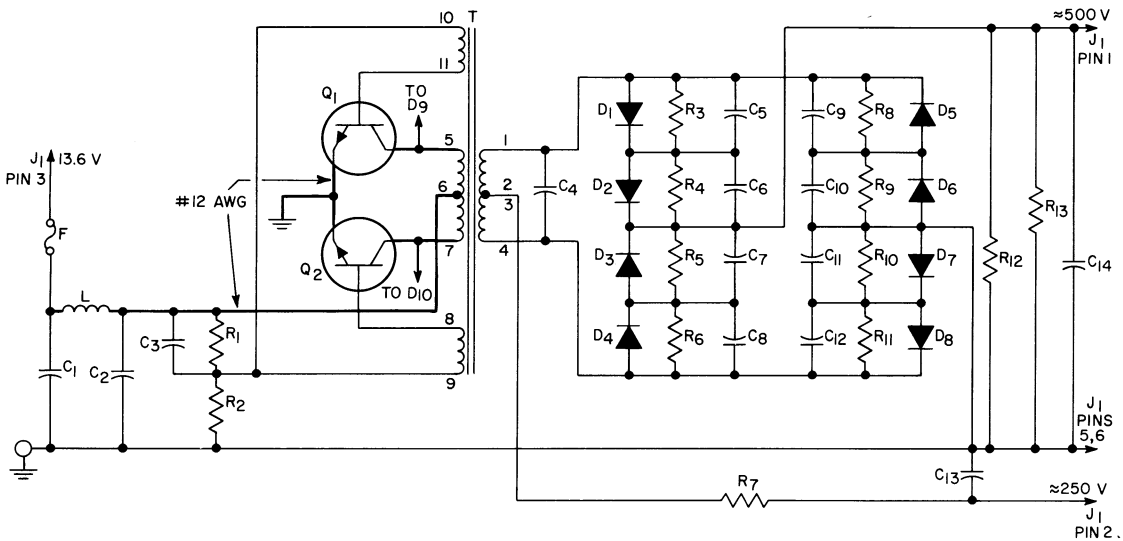 10 T
≈500 V
J1
PIN 1
11
Q1
TO
D9
D1 R3 C5 C9 R8 D5
5 1
J1 13.6 V
PIN 3
6 2
C4
D2 R4 C6 C10 R9 D6
#12 AWG
3
R13
F
7 4
Q2
TO D10
D3 R5 C7 C11 R10 D7
R12
C14
L
8
C3 R1
D4 R6 C8 C12 R11 D8
C1 C2
9
R2
J1
PINS
5,6
C13
R7
≈250 V
J1
PIN 2.